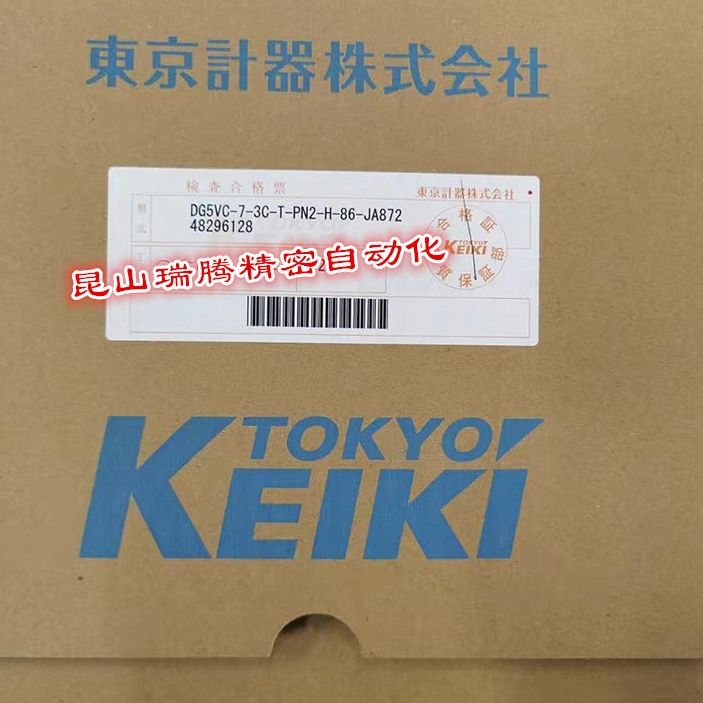 東京計器株式会社
検査合格票
東京計器株式会社
型式
DG5VC-7-3C-T-PN2-H-86-JA872
48296128
合格証
TOKYO
KEIKI
質保証
昆山瑞腾精密自动化
TOKYO
KEIKI